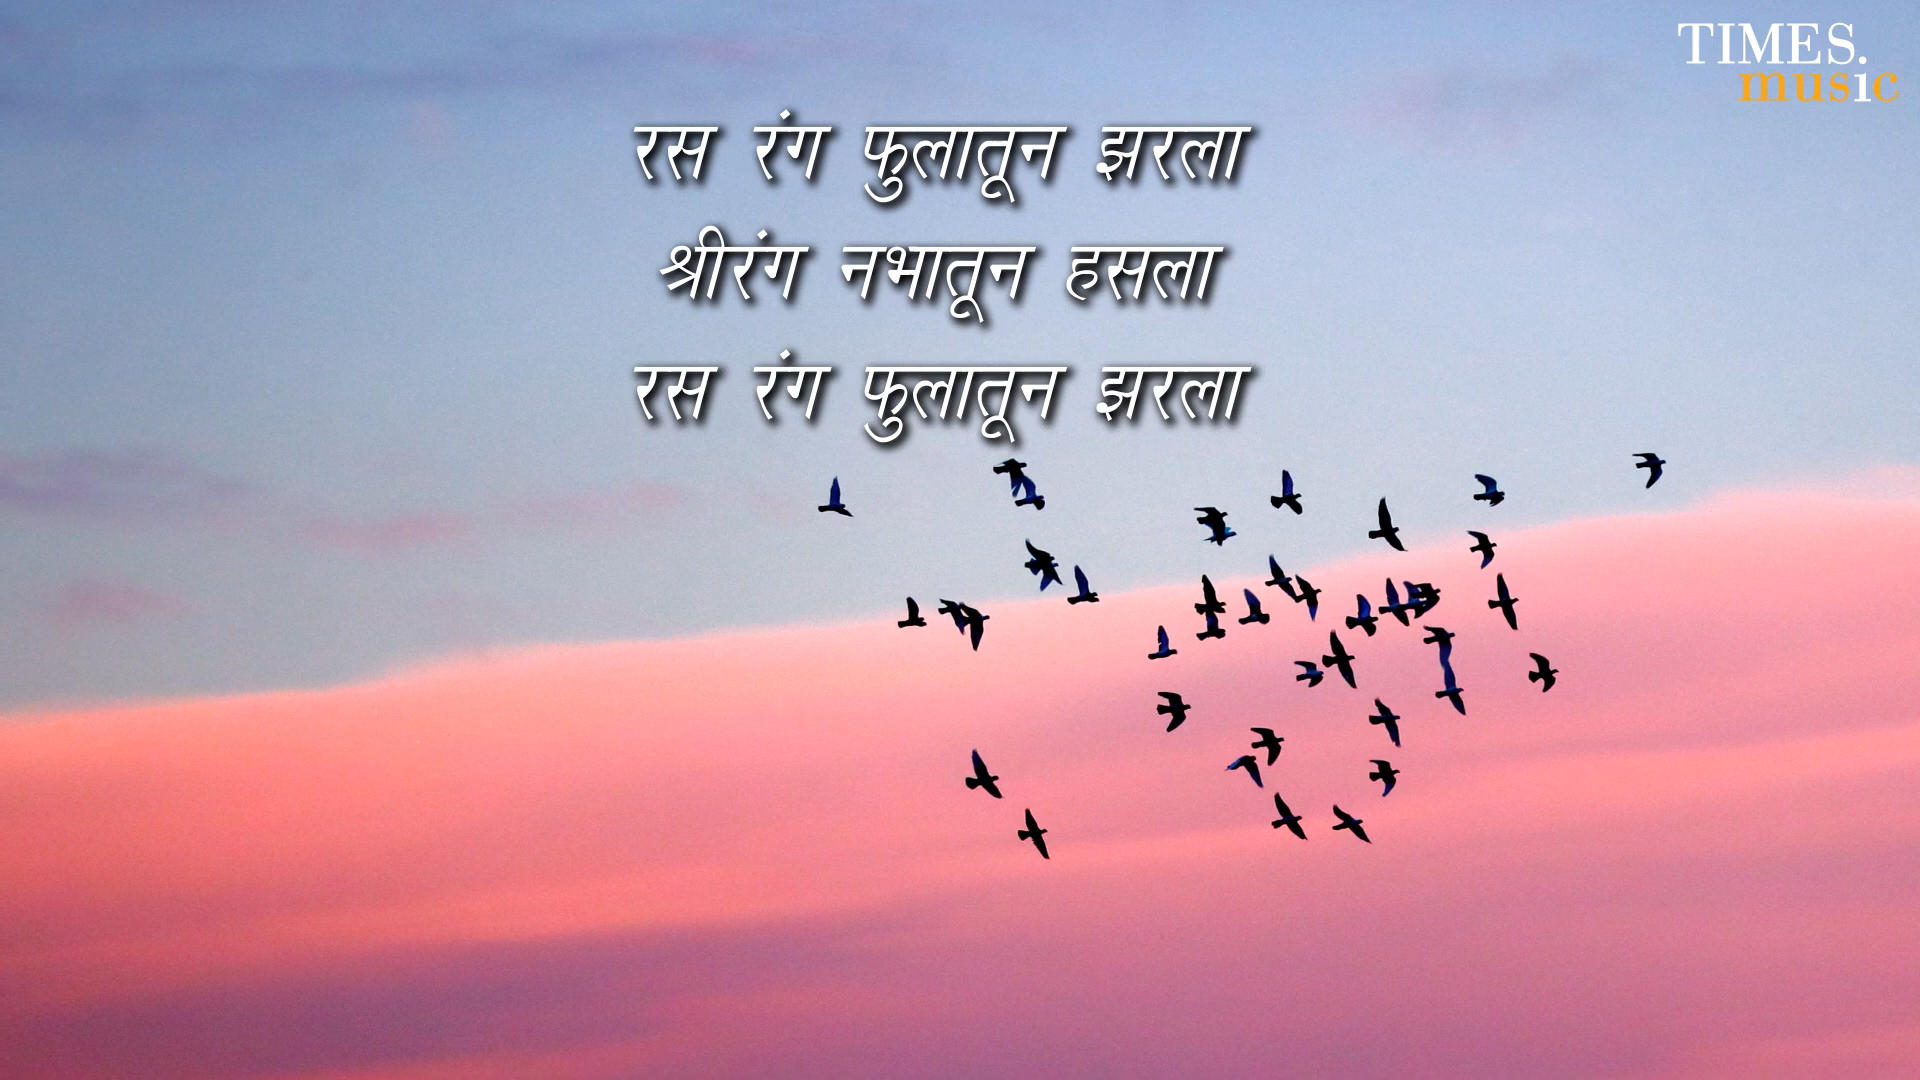 TIMES.
music
रस रंग फुलातून झरला
श्रीरंग नभातून हसला
रस रंग फुलातून झरला